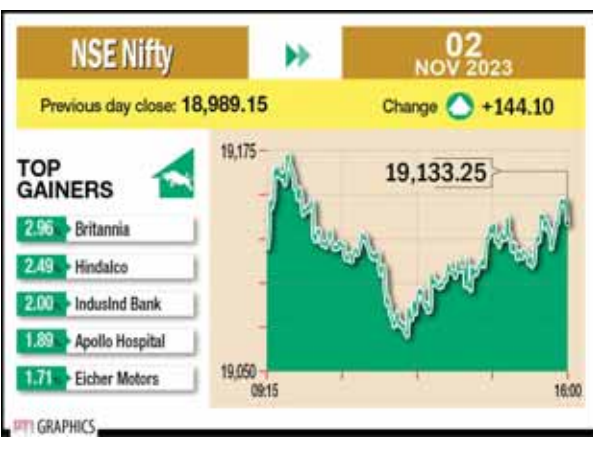 NSE Nifty
02
NOV 2023
Previous day close: 18,989.15
Change +144.10
TOP
GAINERS
2.96 Britannia
2.49 Hindalco
2.00 IndusInd Bank
1.89 Apollo Hospital
1.71 Eicher Motors
19,175
19,133.25
19,050
09:15
16:00
PTI GRAPHICS